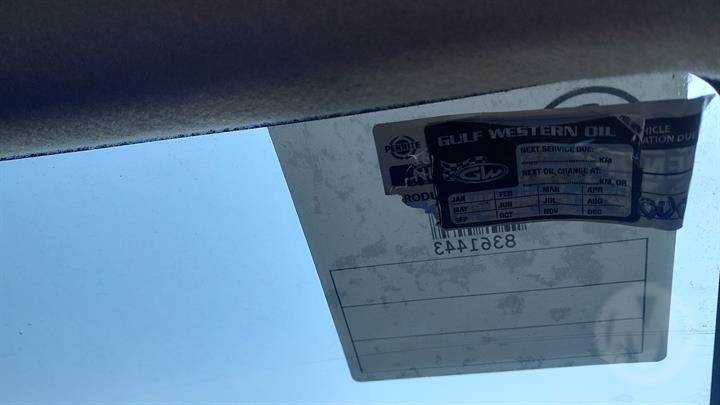 GULF WESTERN OIL
PENRITE
NEXT SERVICE DUE:
KM
GW
NEXT OIL CHANGE AT:
KM, OR
JAN FEB MAR APR
MAY JUN JUL AUG
SEP OCT NOV DEC
8361443